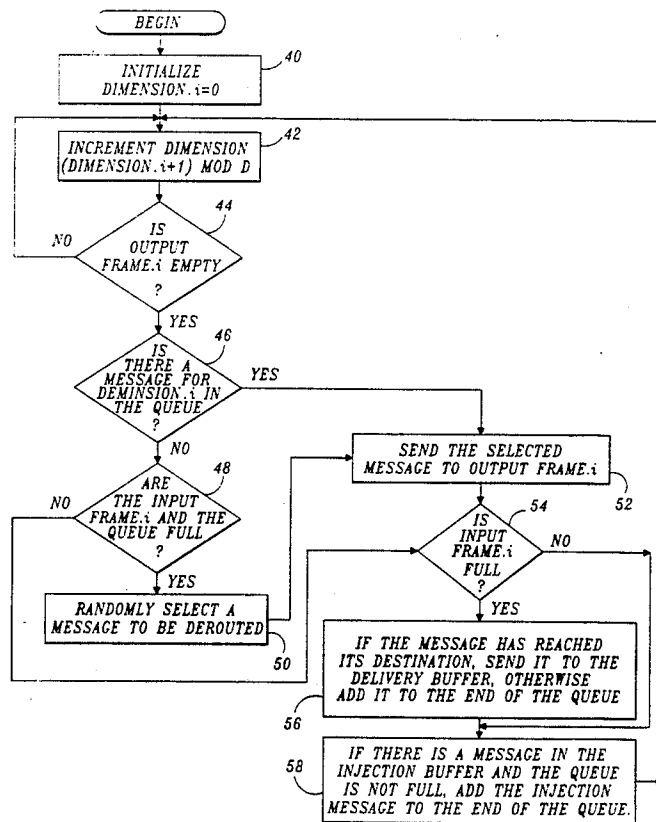 BEGIN
40
INITIALIZE
DIMENSION.i=0
42
INCREMENT DIMENSION
(DIMENSION.i+1) MOD D
44
IS
OUTPUT
FRAME.i EMPTY
?
NO
YES
46
IS
THERE A
MESSAGE FOR
DEMINSION.i IN
THE QUEUE
?
YES
NO
48
ARE
THE INPUT
FRAME.i AND THE
QUEUE FULL
?
NO
YES
RANDOMLY SELECT A
MESSAGE TO BE DEROUTED
50
SEND THE SELECTED
MESSAGE TO OUTPUT FRAME.i
52
54
IS
INPUT
FRAME.i
FULL
?
NO
YES
IF THE MESSAGE HAS REACHED
ITS DESTINATION, SEND IT TO THE
DELIVERY BUFFER, OTHERWISE
ADD IT TO THE END OF THE QUEUE
56
IF THERE IS A MESSAGE IN THE
INJECTION BUFFER AND THE QUEUE
IS NOT FULL, ADD THE INJECTION
MESSAGE TO THE END OF THE QUEUE.
58